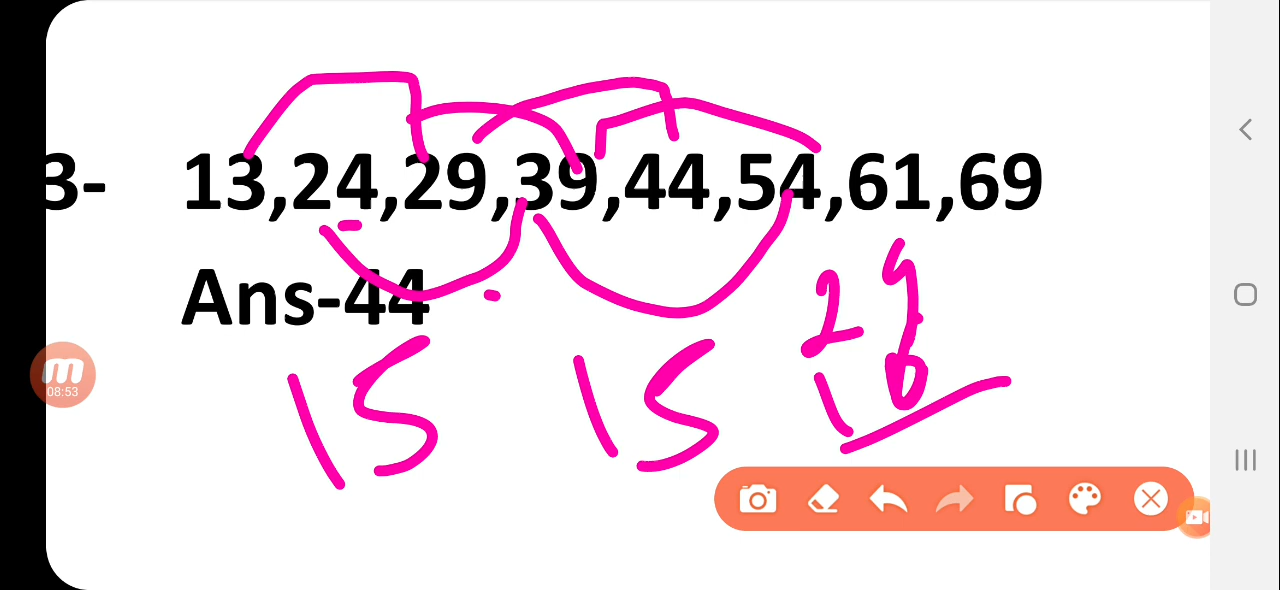 3- 13,24,29,39,44,54,61,69
Ans-44
15 15 29
16
m
08:53